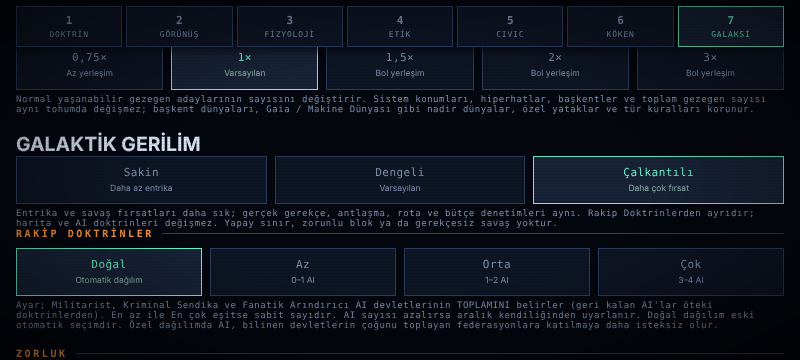 1 2 3 4 5 6 7
DOKTRİN GÖRÜNÜŞ FİZYOLOJİ ETİK CIVIC KÖKEN GALAKSİ
0,75× 1× 1,5× 2× 3×
Az yerleşim Varsayılan Bol yerleşim Bol yerleşim Bol yerleşim
Normal yaşanabilir gezegen adaylarının sayısını değiştirir. Sistem konumları, hiperhatlar, başkentler ve toplam gezegen sayısı
aynı tohumda değişmez; başkent dünyaları, Gaia / Makine Dünyası gibi nadir dünyalar, özel yataklar ve tür kuralları korunur.
GALAKTİK GERİLİM
Sakin Dengeli Çalkantılı
Daha az entrika Varsayılan Daha çok fırsat
Entrika ve savaş fırsatları daha sık; gerçek gerekçe, antlaşma, rota ve bütçe denetimleri aynı. Rakip Doktrinlerden ayrıdır;
harita ve AI doktrinleri değişmez. Yapay sınır, zorunlu blok ya da gerekçesiz savaş yoktur.
RAKİP DOKTRİNLER
Doğal Az Orta Çok
Otomatik dağılım 0–1 AI 1–2 AI 3–4 AI
Ayar; Militarist, Kriminal Sendika ve Fanatik Arındırıcı AI devletlerinin TOPLAMINI belirler (geri kalan AI'lar öteki
doktrinlerden). En az ile En çok eşitse sabit sayıdır. AI sayısı azalırsa aralık kendiliğinden uyarlanır. Doğal dağılım eski
otomatik seçimdir. Özel dağılımda AI, bilinen devletlerin çoğunu toplayan federasyonlara katılmaya daha isteksiz olur.
ZORLUK